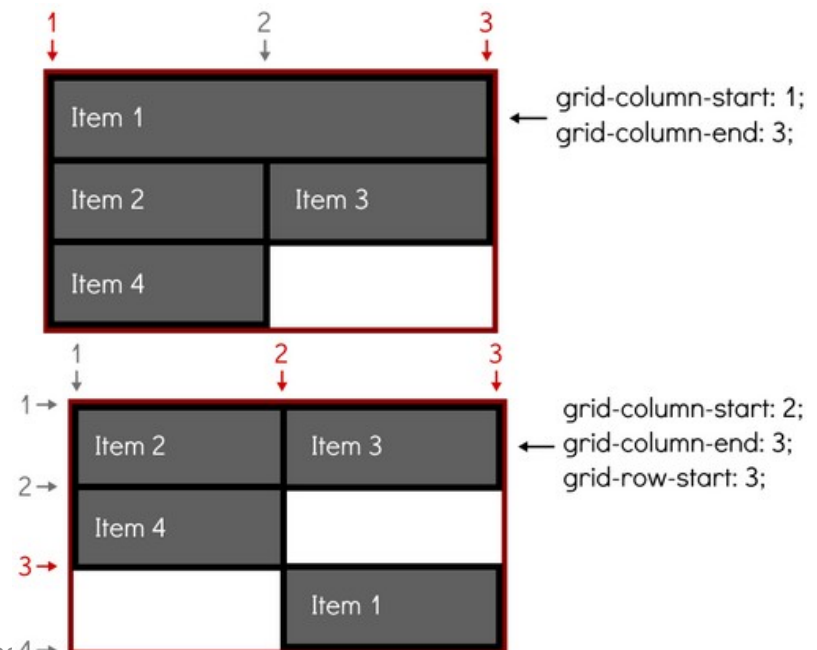 1 2 3
Item 1
grid-column-start: 1;
grid-column-end: 3;
Item 2 Item 3
Item 4
1 2 3
1
Item 2 Item 3
grid-column-start: 2;
grid-column-end: 3;
grid-row-start: 3;
2
Item 4
3
Item 1
4